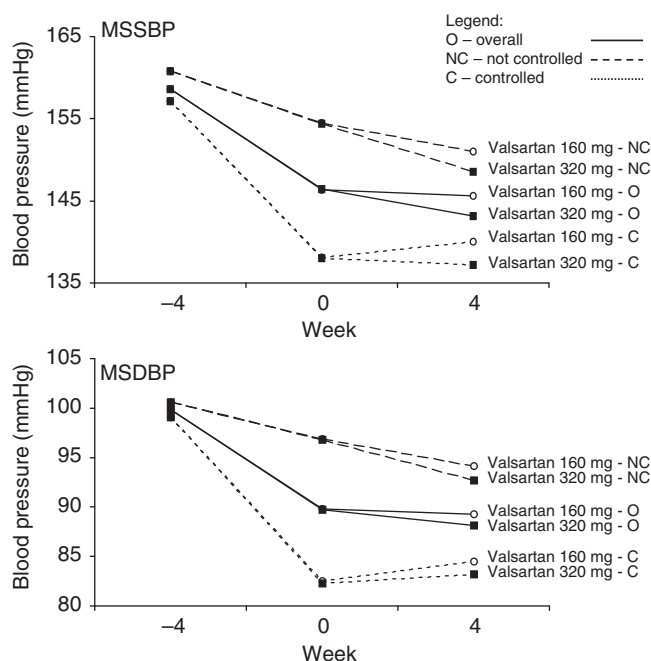 MSSBP
Legend:
O – overall
NC – not controlled
C – controlled
165
155
145
135
Blood pressure (mmHg)
Valsartan 160 mg - NC
Valsartan 320 mg - NC
Valsartan 160 mg - O
Valsartan 320 mg - O
Valsartan 160 mg - C
Valsartan 320 mg - C
–4 0 4
Week
MSDBP
105
100
95
90
85
80
Blood pressure (mmHg)
Valsartan 160 mg - NC
Valsartan 320 mg - NC
Valsartan 160 mg - O
Valsartan 320 mg - O
Valsartan 160 mg - C
Valsartan 320 mg - C
–4 0 4
Week